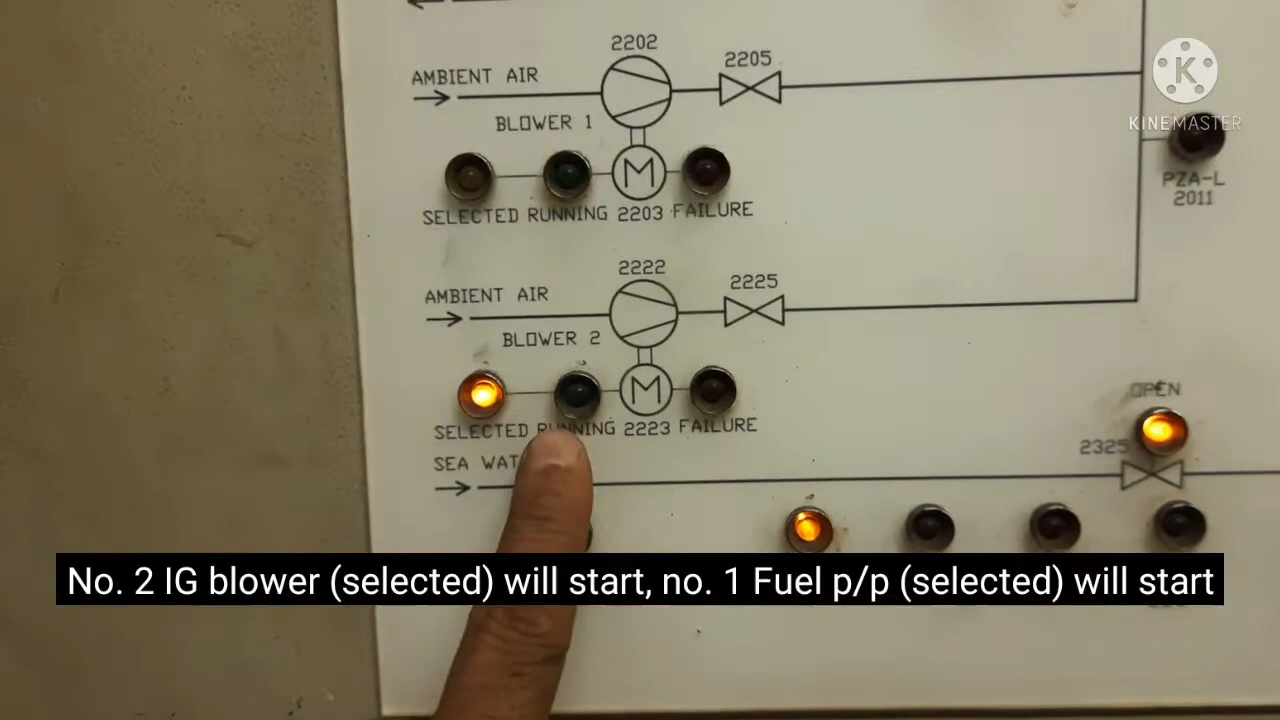 2202
2205
AMBIENT AIR
BLOWER 1
K
KINEMASTER
M
SELECTED RUNNING 2203 FAILURE
PZA-L
2011
2222
2225
AMBIENT AIR
BLOWER 2
M
OPEN
SELECTED RUNNING 2223 FAILURE
2325
SEA WAT
No. 2 IG blower (selected) will start, no. 1 Fuel p/p (selected) will start